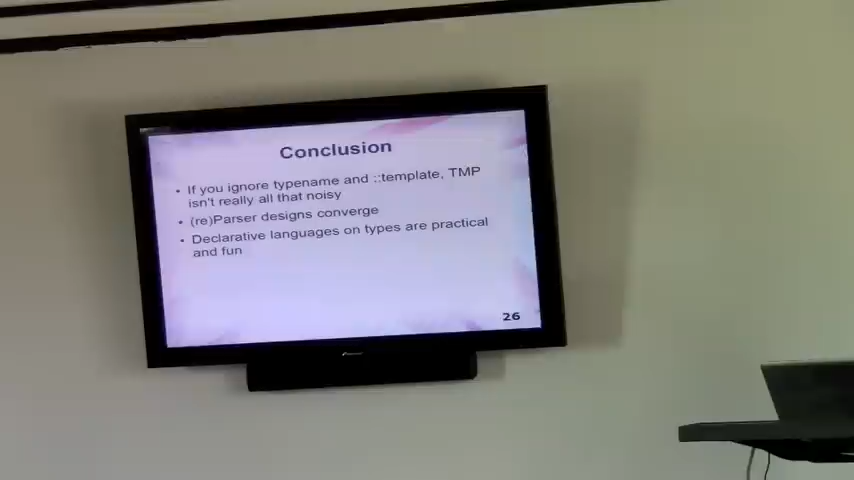 Conclusion
• If you ignore typename and ::template, TMP
isn't really all that noisy
• (re)Parser designs converge
• Declarative languages on types are practical
and fun
26